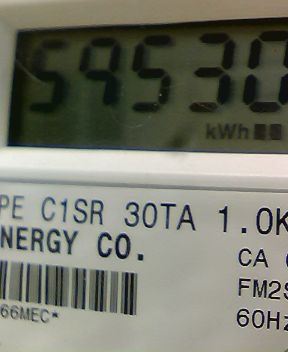 59530
kWh
PE C1SR 30TA 1.0K
NERGY CO.
CA
FM2S
66MEC*
60Hz